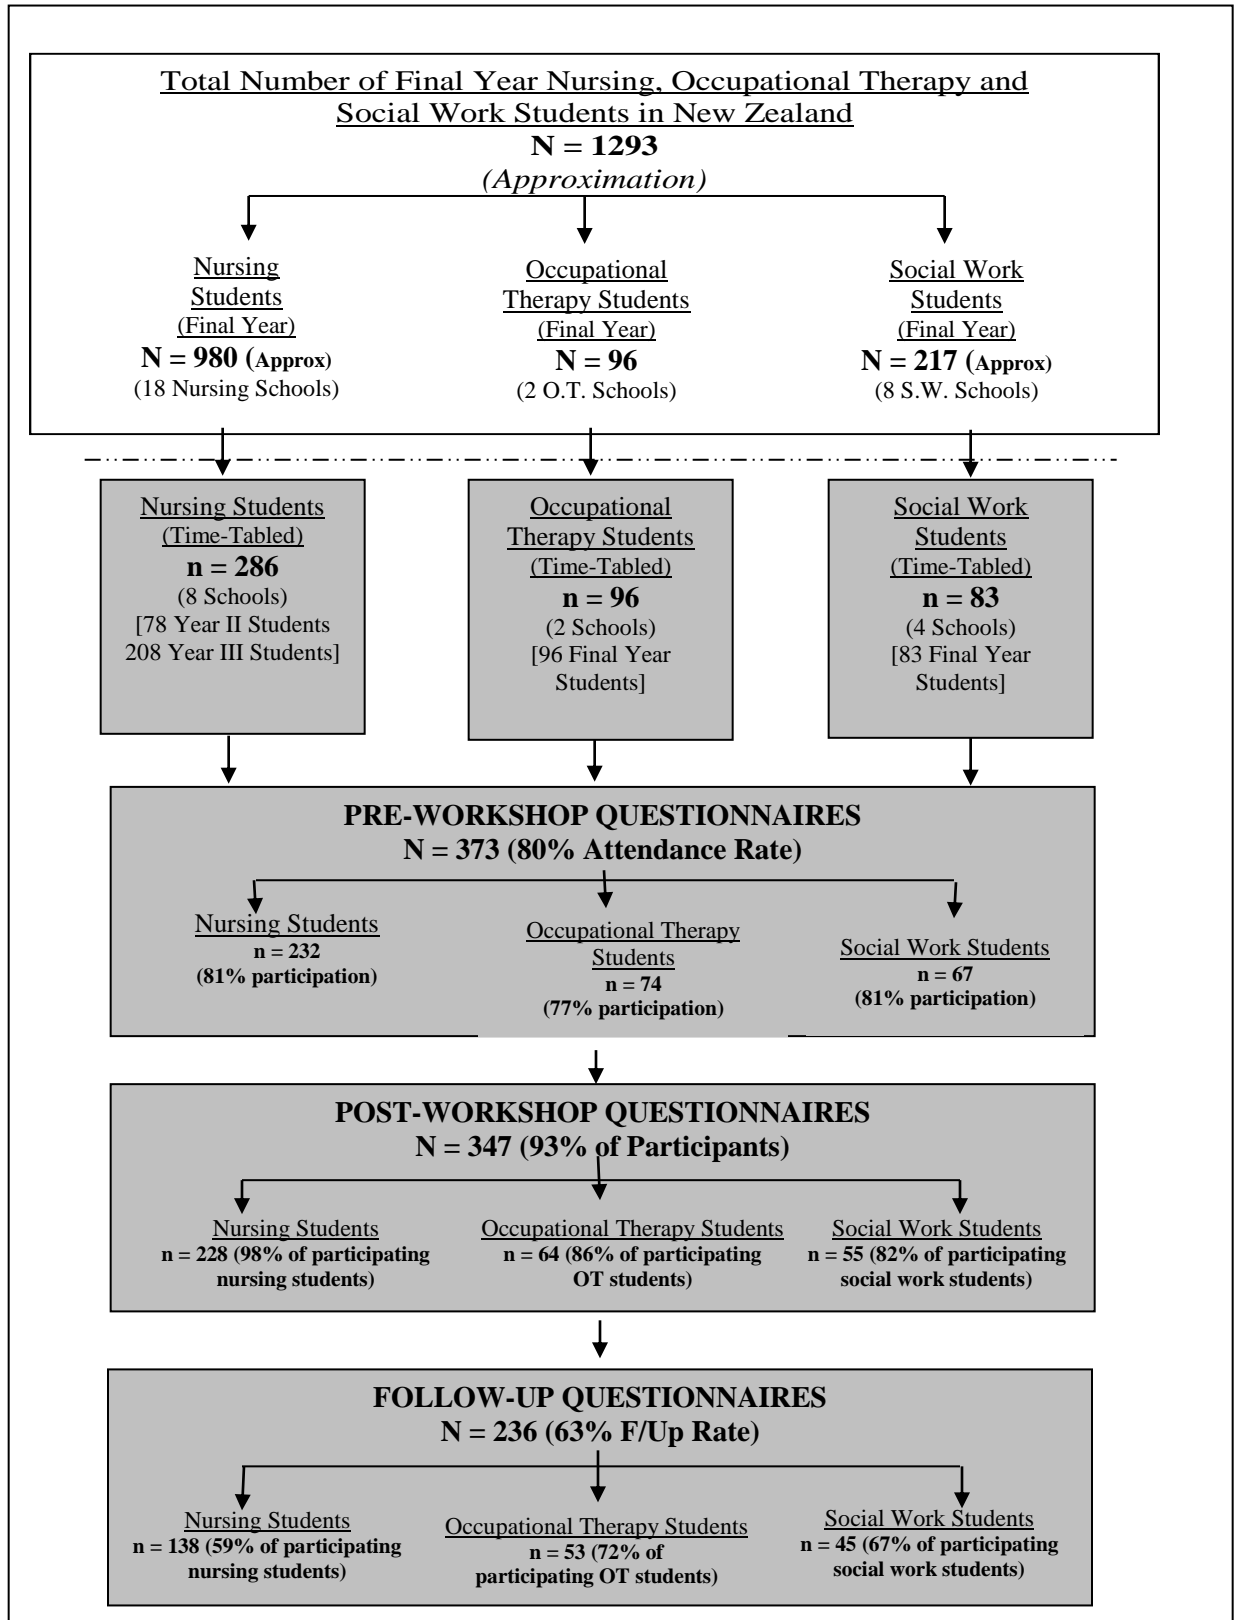 Total Number of Final Year Nursing, Occupational Therapy and
Social Work Students in New Zealand
N = 1293
(Approximation)
Nursing
Students
(Final Year)
N = 980 (Approx)
(18 Nursing Schools)
Occupational
Therapy Students
(Final Year)
N = 96
(2 O.T. Schools)
Social Work
Students
(Final Year)
N = 217 (Approx)
(8 S.W. Schools)
Nursing Students
(Time-Tabled)
n = 286
(8 Schools)
[78 Year II Students
208 Year III Students]
Occupational
Therapy Students
(Time-Tabled)
n = 96
(2 Schools)
[96 Final Year
Students]
Social Work
Students
(Time-Tabled)
n = 83
(4 Schools)
[83 Final Year
Students]
PRE-WORKSHOP QUESTIONNAIRES
N = 373 (80% Attendance Rate)
Nursing Students
n = 232
(81% participation)
Occupational Therapy
Students
n = 74
(77% participation)
Social Work Students
n = 67
(81% participation)
POST-WORKSHOP QUESTIONNAIRES
N = 347 (93% of Participants)
Nursing Students
n = 228 (98% of participating
nursing students)
Occupational Therapy Students
n = 64 (86% of participating
OT students)
Social Work Students
n = 55 (82% of participating
social work students)
FOLLOW-UP QUESTIONNAIRES
N = 236 (63% F/Up Rate)
Nursing Students
n = 138 (59% of participating
nursing students)
Occupational Therapy Students
n = 53 (72% of
participating OT students)
Social Work Students
n = 45 (67% of participating
social work students)